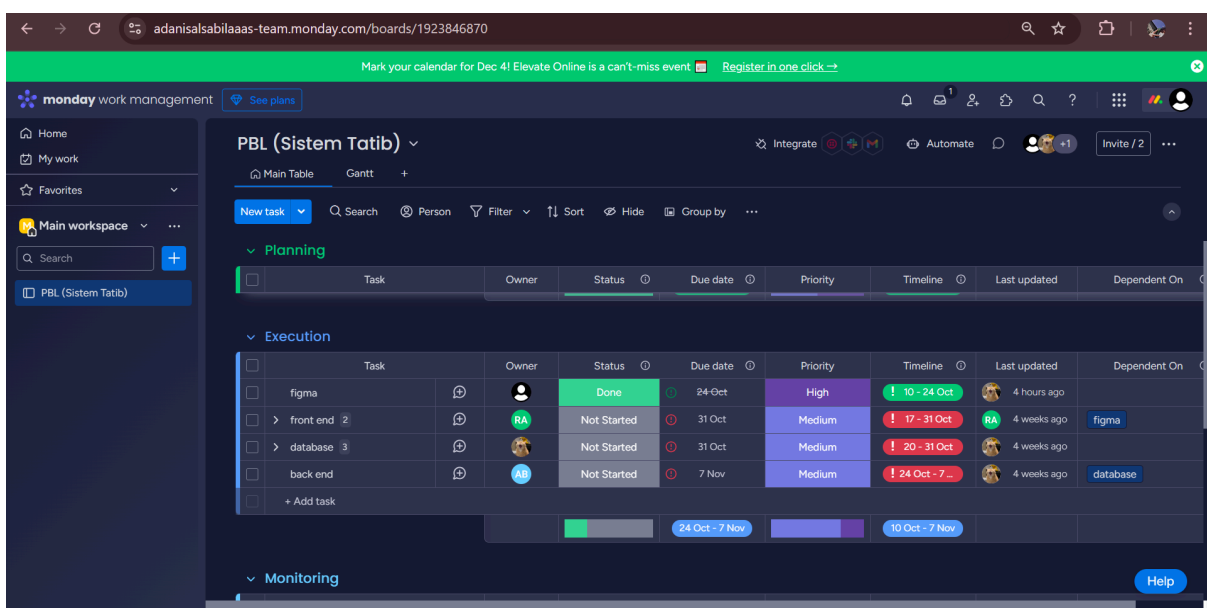 adanisalsabilaaas-team.monday.com/boards/1923846870
Mark your calendar for Dec 4! Elevate Online is a can't-miss event Register in one click →
monday work management See plans 1 ?
Home
My work
Favorites
M Main workspace
Search
PBL (Sistem Tatib)
PBL (Sistem Tatib) Integrate Automate +1 Invite / 2
Main Table Gantt +
New task Search Person Filter Sort Hide Group by
Planning
Task Owner Status Due date Priority Timeline Last updated Dependent On
Execution
Task Owner Status Due date Priority Timeline Last updated Dependent On
figma Done 24 Oct High ! 10 - 24 Oct 4 hours ago
front end 2 RA Not Started 31 Oct Medium ! 17 - 31 Oct RA 4 weeks ago figma
database 3 Not Started 31 Oct Medium ! 20 - 31 Oct 4 weeks ago
back end AB Not Started 7 Nov Medium ! 24 Oct - 7 ... 4 weeks ago database
+ Add task
24 Oct - 7 Nov 10 Oct - 7 Nov
Monitoring
Help